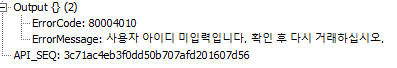 Output {} (2)
ErrorCode: 80004010
ErrorMessage: 사용자 아이디 미입력입니다. 확인 후 다시 거래하십시오.
API_SEQ: 3c71ac4eb3f0dd50b707afd201607d56